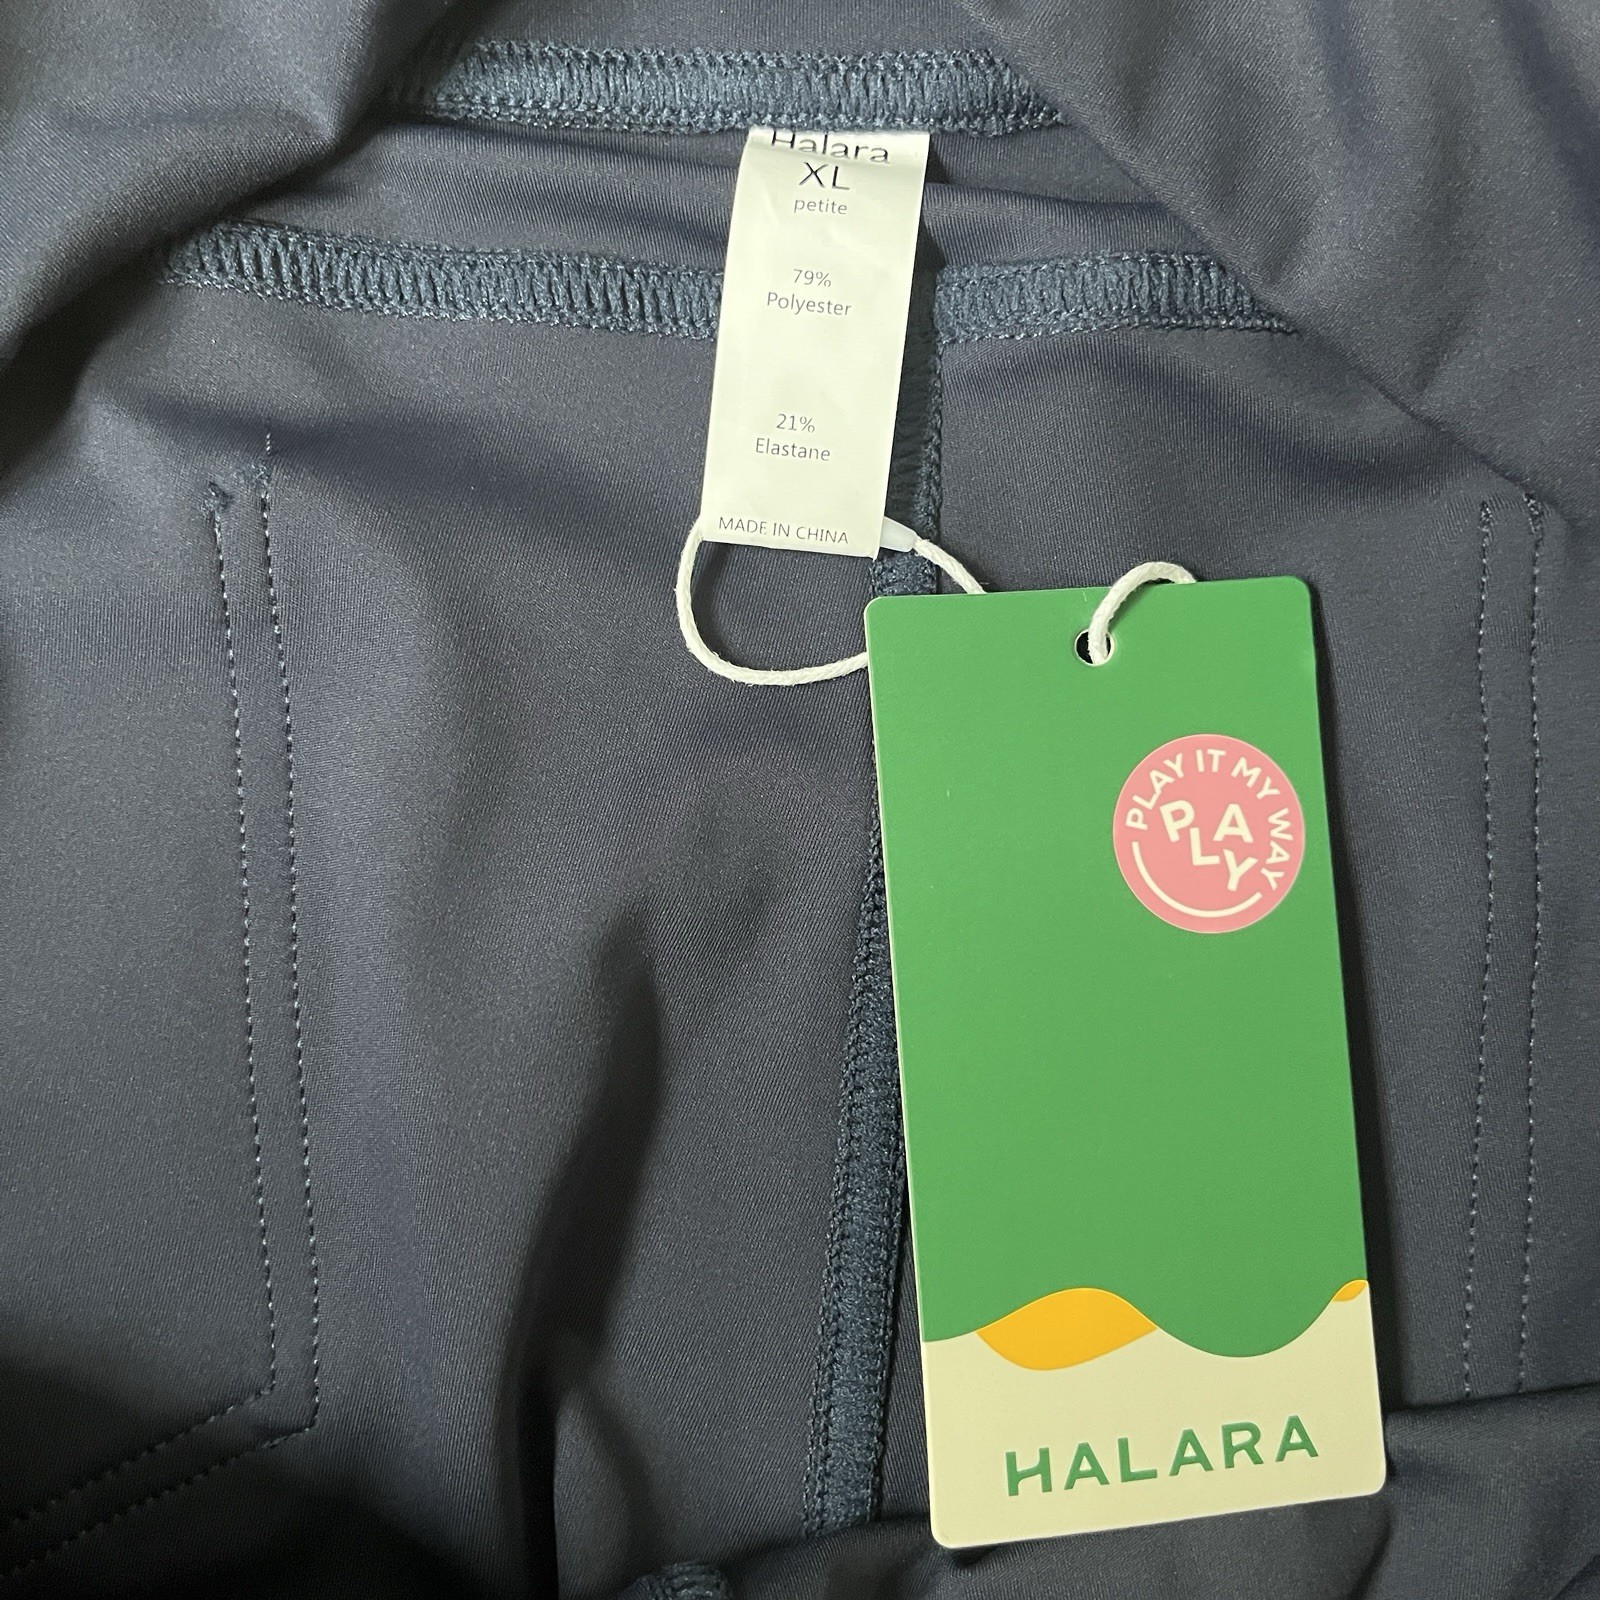 Halara
XL
petite
79%
Polyester
21%
Elastane
MADE IN CHINA
PLAY IT MY WAY
PLAY
HALARA